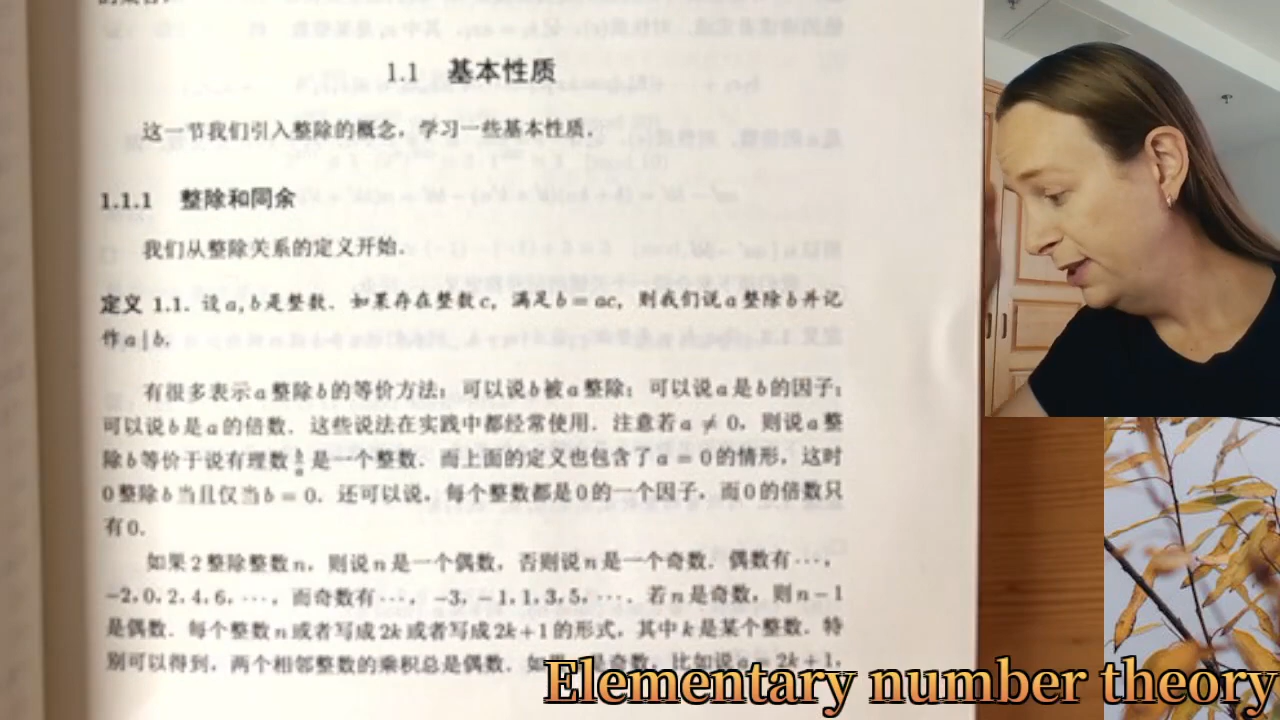 1.1 基本性质
这一节我们引入整除的概念，学习一些基本性质．
1.1.1 整除和同余
我们从整除关系的定义开始．
定义 1.1. 设a, b是整数．如果存在整数c，满足b = ac，则我们说a整除b并记
作a | b．
有很多表示a整除b的等价方法：可以说b被a整除；可以说a是b的因子；
可以说b是a的倍数．这些说法在实践中都经常使用．注意若a ≠ 0，则说a整
除b等价于说有理数b/a是一个整数．而上面的定义也包含了a = 0的情形，这时
0整除b当且仅当b = 0．还可以说，每个整数都是0的一个因子，而0的倍数只
有0．
如果2整除整数n，则说n是一个偶数，否则说n是一个奇数．偶数有···，
−2, 0, 2, 4, 6, ···，而奇数有···，−3, −1, 1, 3, 5, ···．若n是奇数，则n−1
是偶数．每个整数n或者写成2k或者写成2k+1的形式，其中k是某个整数．特
别可以得到，两个相邻整数的乘积总是偶数．如果 是奇数，比如说a = 2k+1，
Elementary number theory